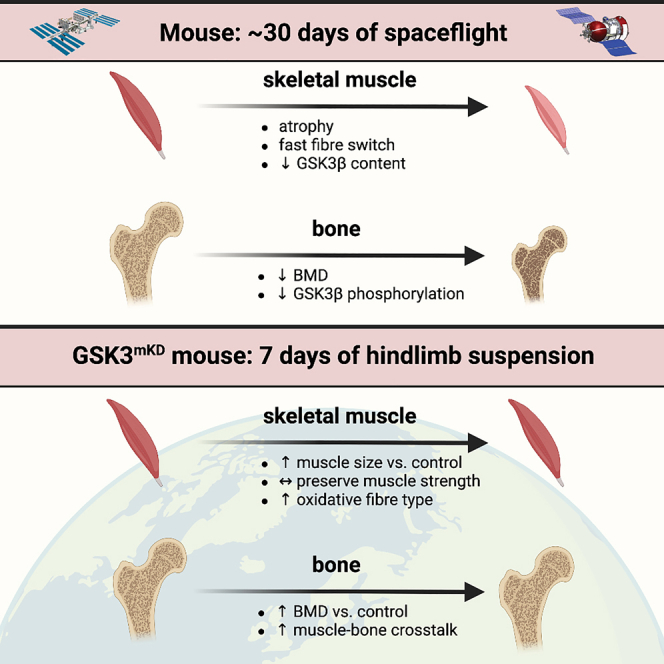 Mouse: ~30 days of spaceflight
skeletal muscle
• atrophy
• fast fibre switch
• ↓ GSK3β content
bone
• ↓ BMD
• ↓ GSK3β phosphorylation
GSK3ᵐᴷᴰ mouse: 7 days of hindlimb suspension
skeletal muscle
• ↑ muscle size vs. control
• ↔ preserve muscle strength
• ↑ oxidative fibre type
bone
• ↑ BMD vs. control
• ↑ muscle-bone crosstalk